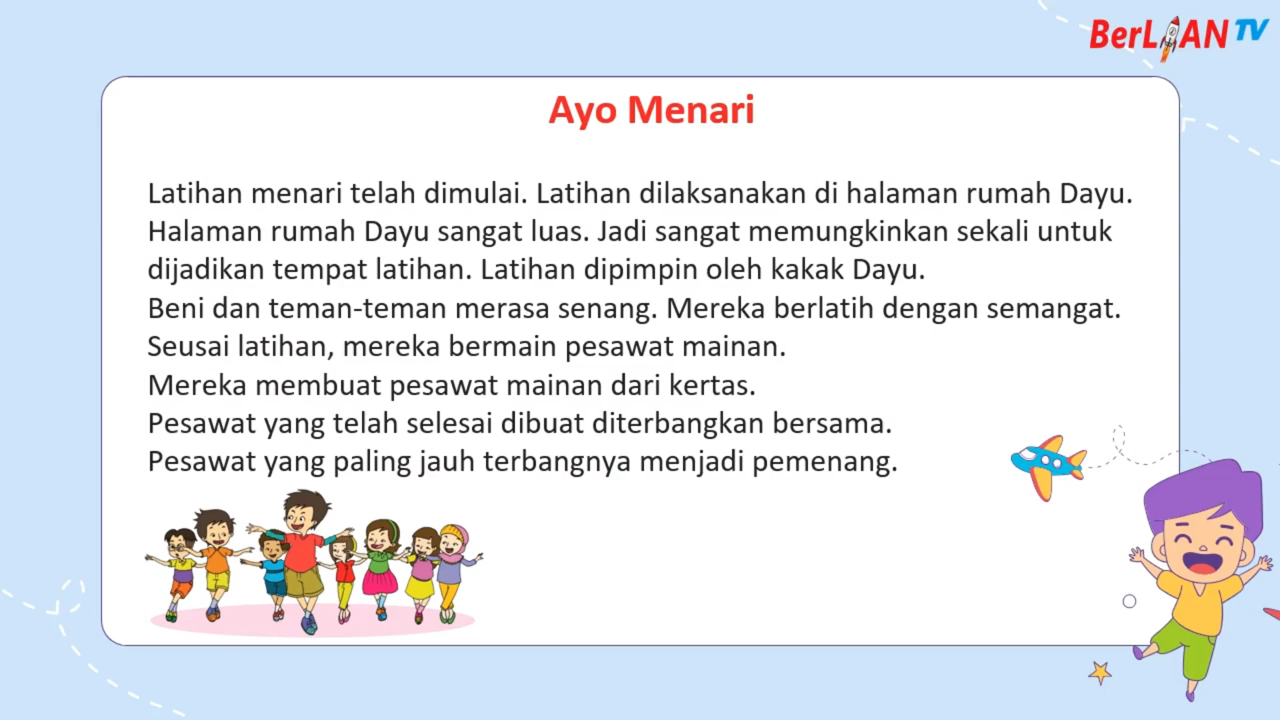 BerLIAN TV
Ayo Menari
Latihan menari telah dimulai. Latihan dilaksanakan di halaman rumah Dayu.
Halaman rumah Dayu sangat luas. Jadi sangat memungkinkan sekali untuk
dijadikan tempat latihan. Latihan dipimpin oleh kakak Dayu.
Beni dan teman-teman merasa senang. Mereka berlatih dengan semangat.
Seusai latihan, mereka bermain pesawat mainan.
Mereka membuat pesawat mainan dari kertas.
Pesawat yang telah selesai dibuat diterbangkan bersama.
Pesawat yang paling jauh terbangnya menjadi pemenang.